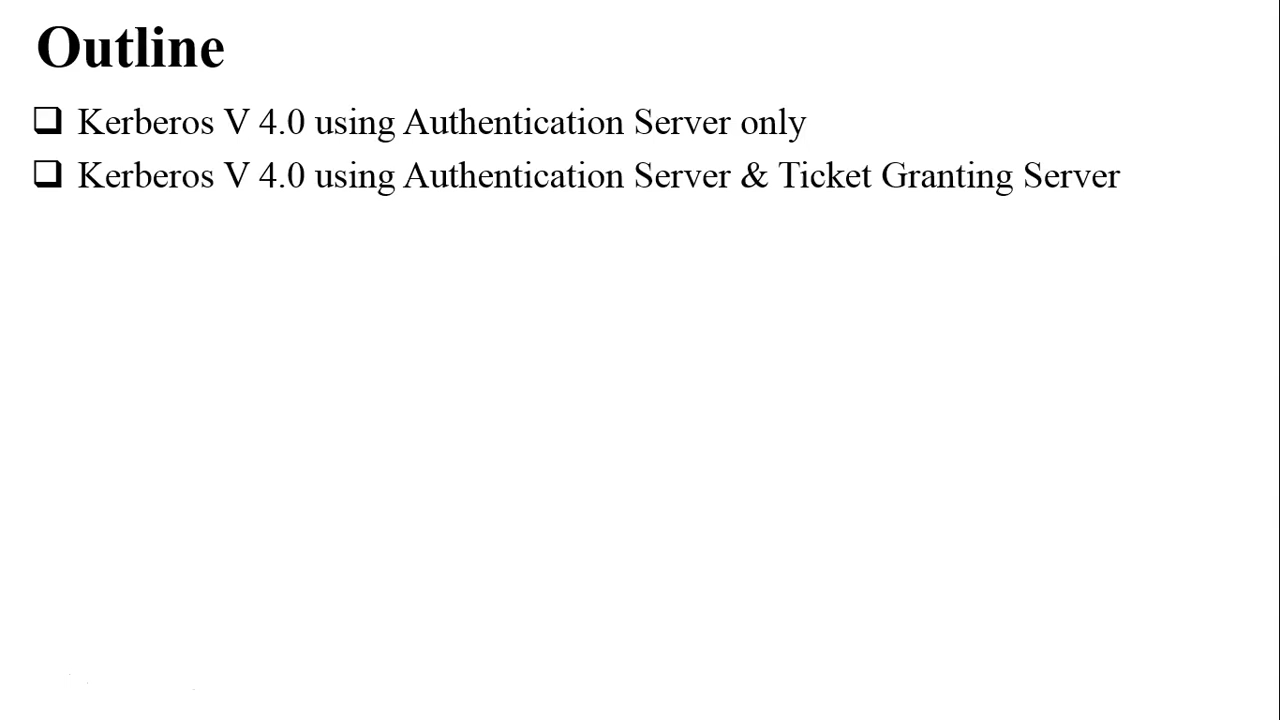 Outline
❑ Kerberos V 4.0 using Authentication Server only
❑ Kerberos V 4.0 using Authentication Server & Ticket Granting Server